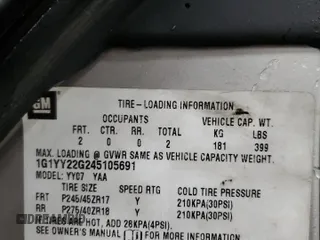 GM
TIRE-LOADING INFORMATION
OCCUPANTS VEHICLE CAP. WT.
FRT. CTR. RR. TOTAL KG LBS
2 0 0 2 181 399
MAX. LOADING @ GVWR SAME AS VEHICLE CAPACITY WEIGHT.
1G1YY22G245105691
MODEL: YY07 YAA
TIRE SIZE SPEED RTG COLD TIRE PRESSURE
FRT P245/45ZR17 Y 210KPA(30PSI)
RR P275/40ZR18 Y 210KPA(30PSI)
TIRES ARE HOT, ADD 28KPA(4PSI)
SEE OWNER'S MANUAL
INFORMATION